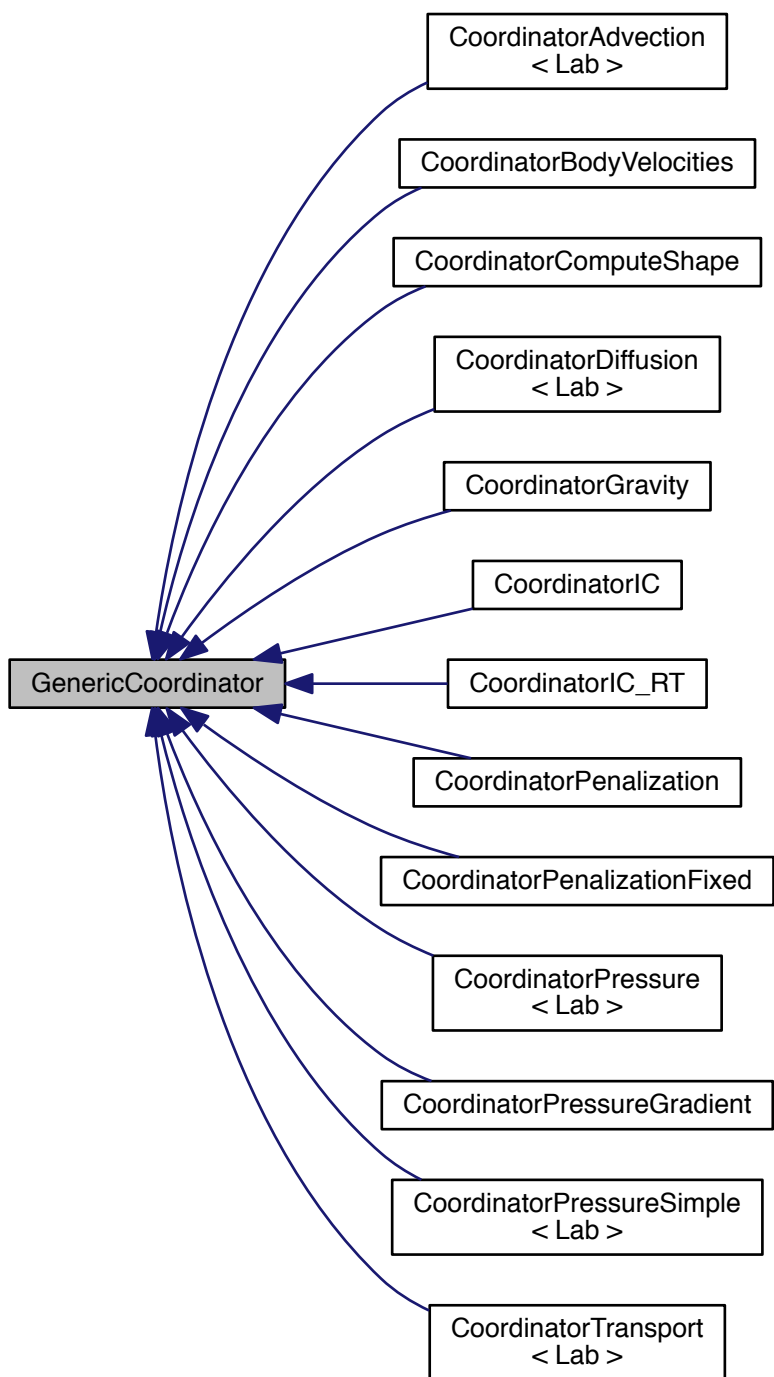 CoordinatorAdvection
< Lab >
CoordinatorBodyVelocities
CoordinatorComputeShape
CoordinatorDiffusion
< Lab >
CoordinatorGravity
CoordinatorIC
GenericCoordinator
CoordinatorIC_RT
CoordinatorPenalization
CoordinatorPenalizationFixed
CoordinatorPressure
< Lab >
CoordinatorPressureGradient
CoordinatorPressureSimple
< Lab >
CoordinatorTransport
< Lab >